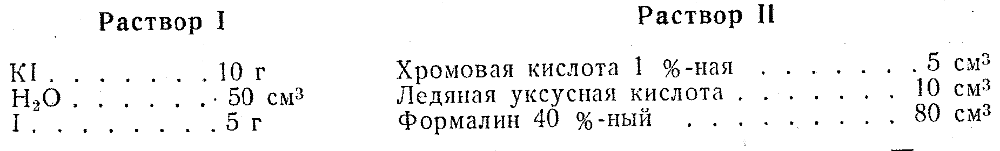 Раствор I
KI . . . . . . . 10 г
H₂O . . . . . . 50 см³
I . . . . . . . . 5 г
Раствор II
Хромовая кислота 1 %-ная . . . . . . . 5 см³
Ледяная уксусная кислота . . . . . . . 10 см³
Формалин 40 %-ный . . . . . . . . . 80 см³